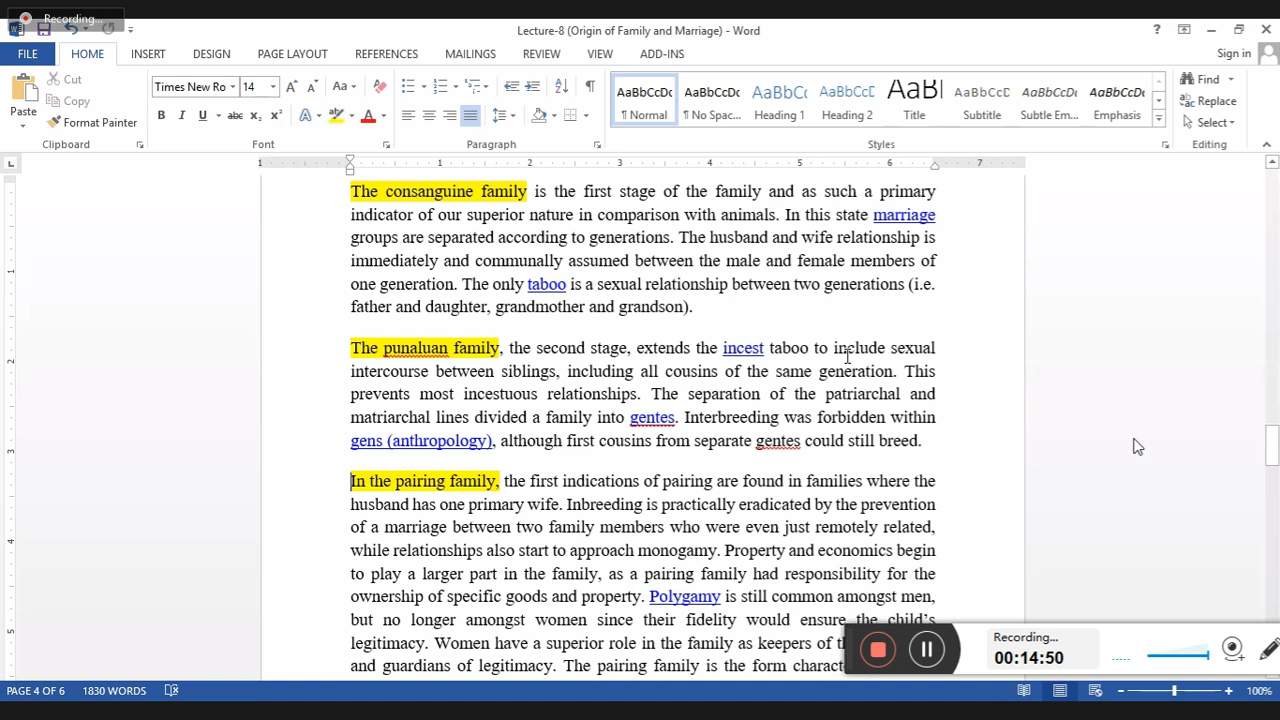 Recording...
Lecture-8 (Origin of Family and Marriage) - Word
FILE HOME INSERT DESIGN PAGE LAYOUT REFERENCES MAILINGS REVIEW VIEW ADD-INS Sign in
Paste Cut Copy Format Painter
Times New Ro 14
AaBbCcDc AaBbCcDc AaBbCc AaBbCc AaBl AaBbCcD AaBbCcDc AaBbCcDc
¶ Normal ¶ No Spac... Heading 1 Heading 2 Title Subtitle Subtle Em... Emphasis
Find Replace Select
Clipboard Font Paragraph Styles Editing
1 1 2 3 4 5 6 7
The consanguine family is the first stage of the family and as such a primary
indicator of our superior nature in comparison with animals. In this state marriage
groups are separated according to generations. The husband and wife relationship is
immediately and communally assumed between the male and female members of
one generation. The only taboo is a sexual relationship between two generations (i.e.
father and daughter, grandmother and grandson).
The punaluan family, the second stage, extends the incest taboo to include sexual
intercourse between siblings, including all cousins of the same generation. This
prevents most incestuous relationships. The separation of the patriarchal and
matriarchal lines divided a family into gentes. Interbreeding was forbidden within
gens (anthropology), although first cousins from separate gentes could still breed.
In the pairing family, the first indications of pairing are found in families where the
husband has one primary wife. Inbreeding is practically eradicated by the prevention
of a marriage between two family members who were even just remotely related,
while relationships also start to approach monogamy. Property and economics begin
to play a larger part in the family, as a pairing family had responsibility for the
ownership of specific goods and property. Polygamy is still common amongst men,
but no longer amongst women since their fidelity would ensure the child's
legitimacy. Women have a superior role in the family as keepers of
and guardians of legitimacy. The pairing family is the form
Recording...
00:14:50
PAGE 4 OF 6 1830 WORDS 100%